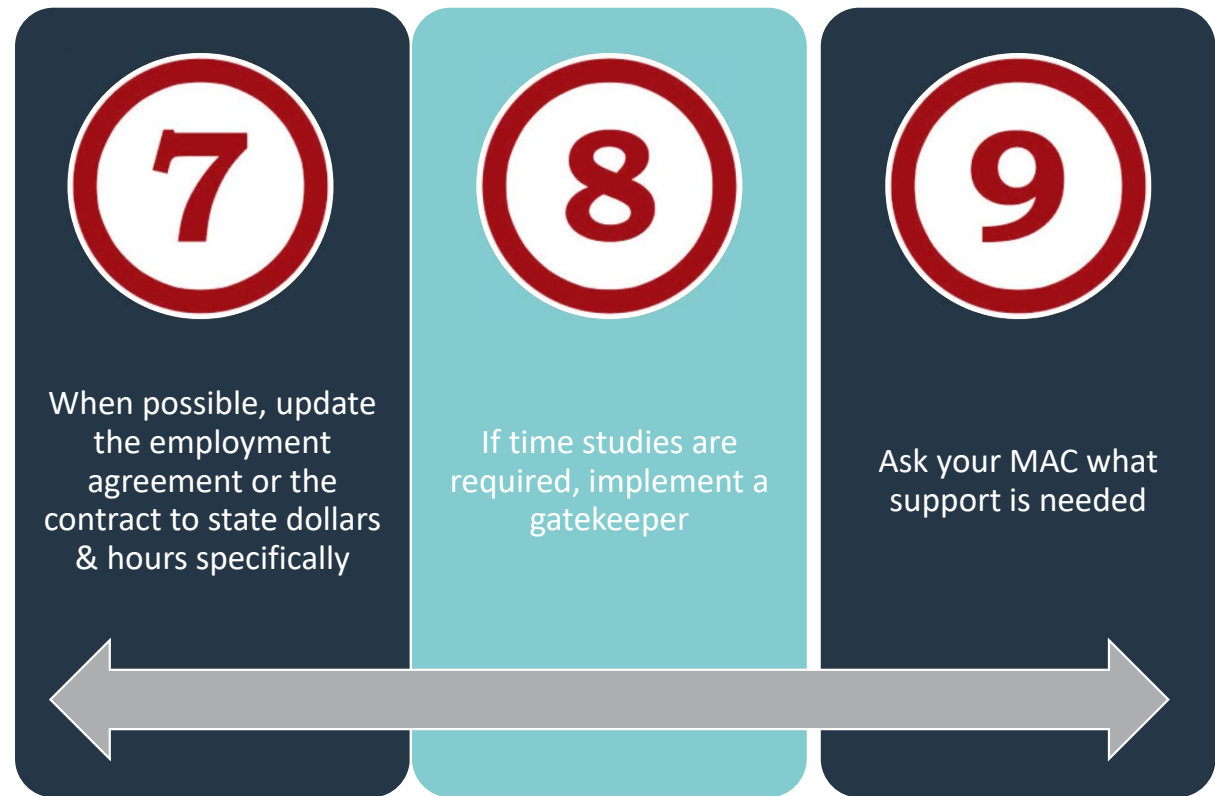 7
When possible, update
the employment
agreement or the
contract to state dollars
& hours specifically
8
If time studies are
required, implement a
gatekeeper
9
Ask your MAC what
support is needed